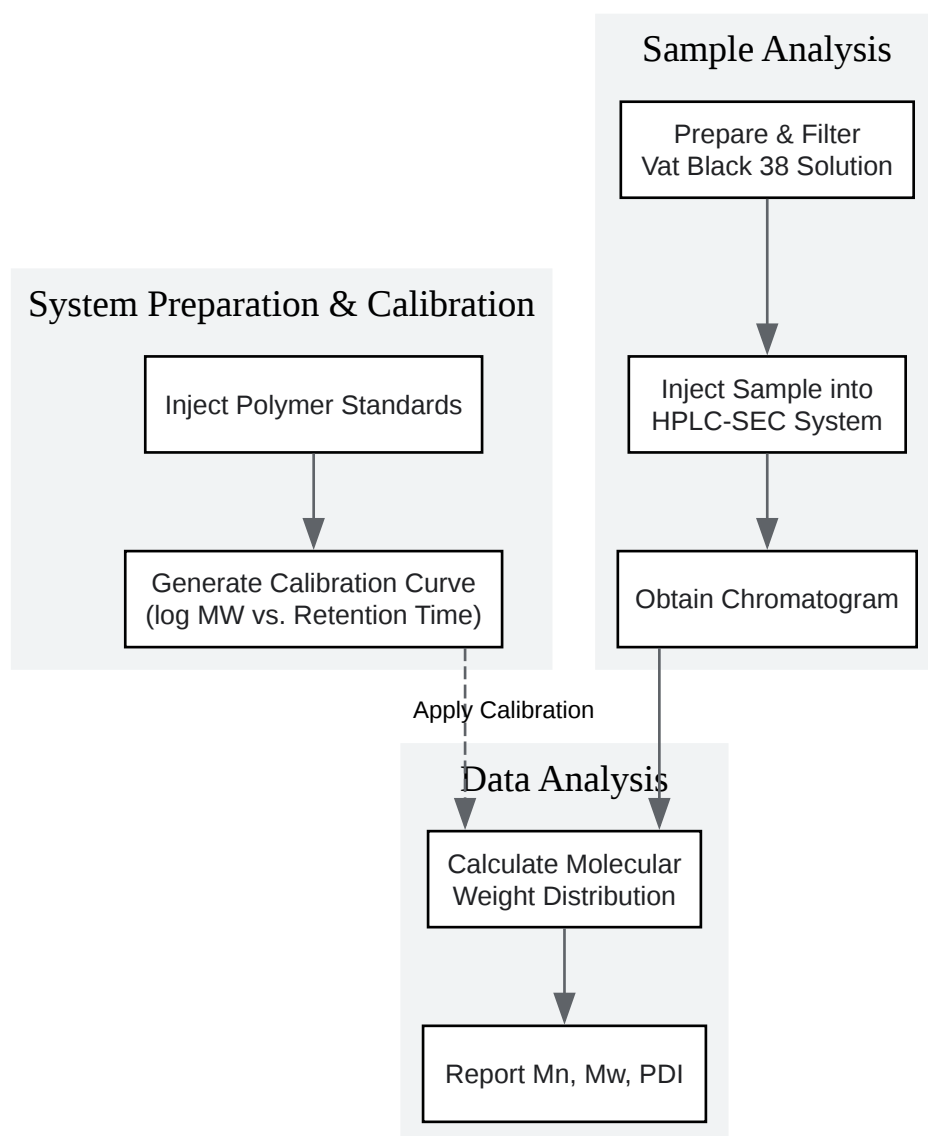 Sample Analysis
Prepare & Filter
Vat Black 38 Solution
System Preparation & Calibration
Inject Polymer Standards
Inject Sample into
HPLC-SEC System
Generate Calibration Curve
(log MW vs. Retention Time)
Obtain Chromatogram
Apply Calibration
Data Analysis
Calculate Molecular
Weight Distribution
Report Mn, Mw, PDI